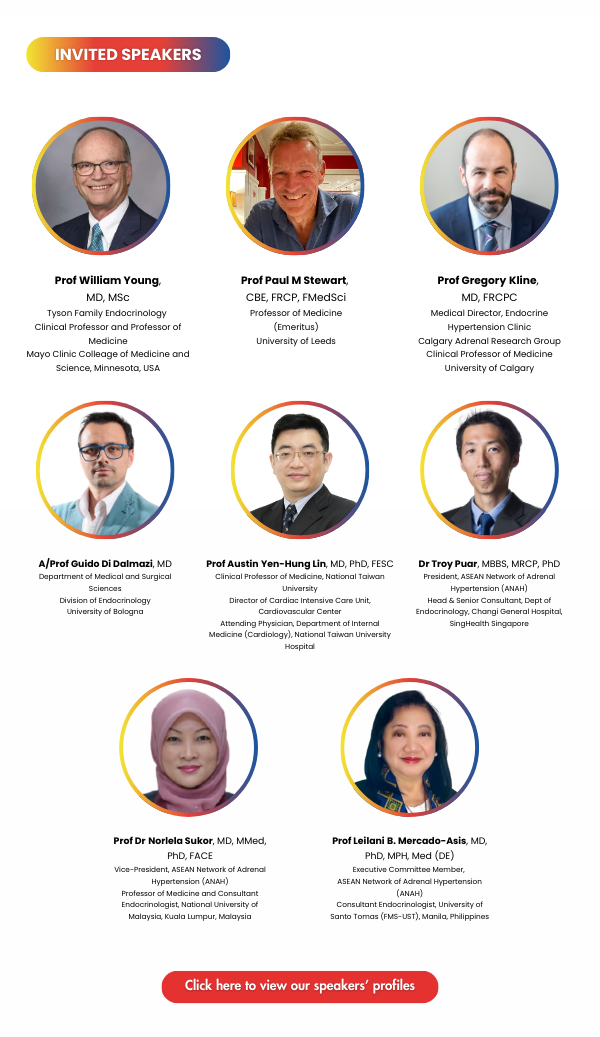 INVITED SPEAKERS
Prof William Young,
MD, MSc
Tyson Family Endocrinology
Clinical Professor and Professor of
Medicine
Mayo Clinic Colleage of Medicine and
Science, Minnesota, USA
Prof Paul M Stewart,
CBE, FRCP, FMedSci
Professor of Medicine
(Emeritus)
University of Leeds
Prof Gregory Kline,
MD, FRCPC
Medical Director, Endocrine
Hypertension Clinic
Calgary Adrenal Research Group
Clinical Professor of Medicine
University of Calgary
A/Prof Guido Di Dalmazi, MD
Department of Medical and Surgical
Sciences
Division of Endocrinology
University of Bologna
Prof Austin Yen-Hung Lin, MD, PhD, FESC
Clinical Professor of Medicine, National Taiwan
University
Director of Cardiac Intensive Care Unit,
Cardiovascular Center
Attending Physician, Department of Internal
Medicine (Cardiology), National Taiwan University
Hospital
Dr Troy Puar, MBBS, MRCP, PhD
President, ASEAN Network of Adrenal
Hypertension (ANAH)
Head & Senior Consultant, Dept of
Endocrinology, Changi General Hospital,
SingHealth Singapore
Prof Dr Norlela Sukor, MD, MMed,
PhD, FACE
Vice-President, ASEAN Network of Adrenal
Hypertension (ANAH)
Professor of Medicine and Consultant
Endocrinologist, National University of
Malaysia, Kuala Lumpur, Malaysia
Prof Leilani B. Mercado-Asis, MD,
PhD, MPH, Med (DE)
Executive Committee Member,
ASEAN Network of Adrenal Hypertension
(ANAH)
Consultant Endocrinologist, University of
Santo Tomas (FMS-UST), Manila, Philippines
Click here to view our speakers' profiles